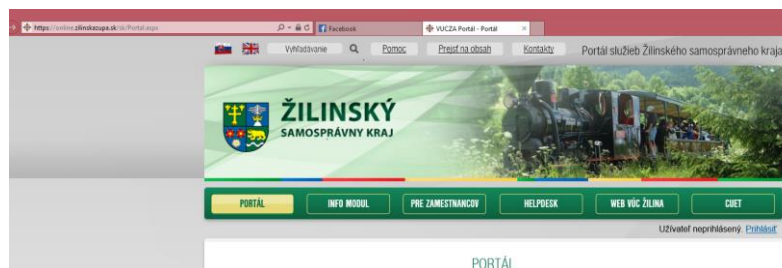 https://online.zilinskazupa.sk/sk/Portal.aspx
Facebook
VUCZA Portál - Portál
Vyhľadávanie
Pomoc
Prejsť na obsah
Kontakty
Portál služieb Žilinského samosprávneho kraja
ŽILINSKÝ
SAMOSPRÁVNY KRAJ
PORTÁL
INFO MODUL
PRE ZAMESTNANCOV
HELPDESK
WEB VÚC ŽILINA
CUET
Užívateľ neprihlásený. Prihlásiť
PORTÁL